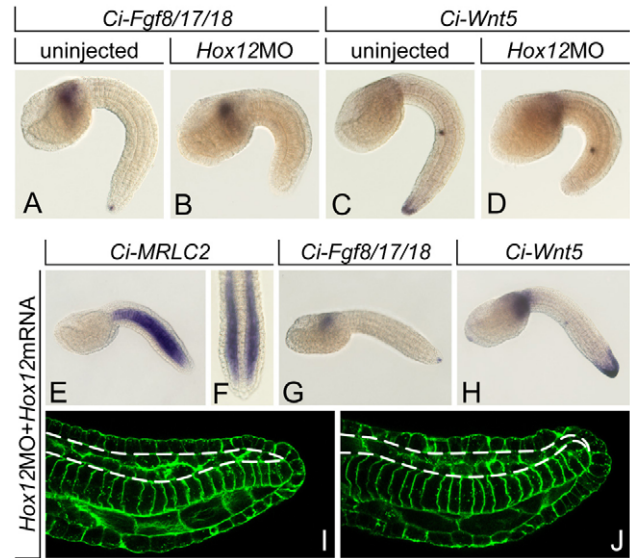 Ci-Fgf8/17/18 Ci-Wnt5
uninjected Hox12MO uninjected Hox12MO
A B C D
Ci-MRLC2 Ci-Fgf8/17/18 Ci-Wnt5
Hox12MO+Hox12mRNA
E F G H
I J